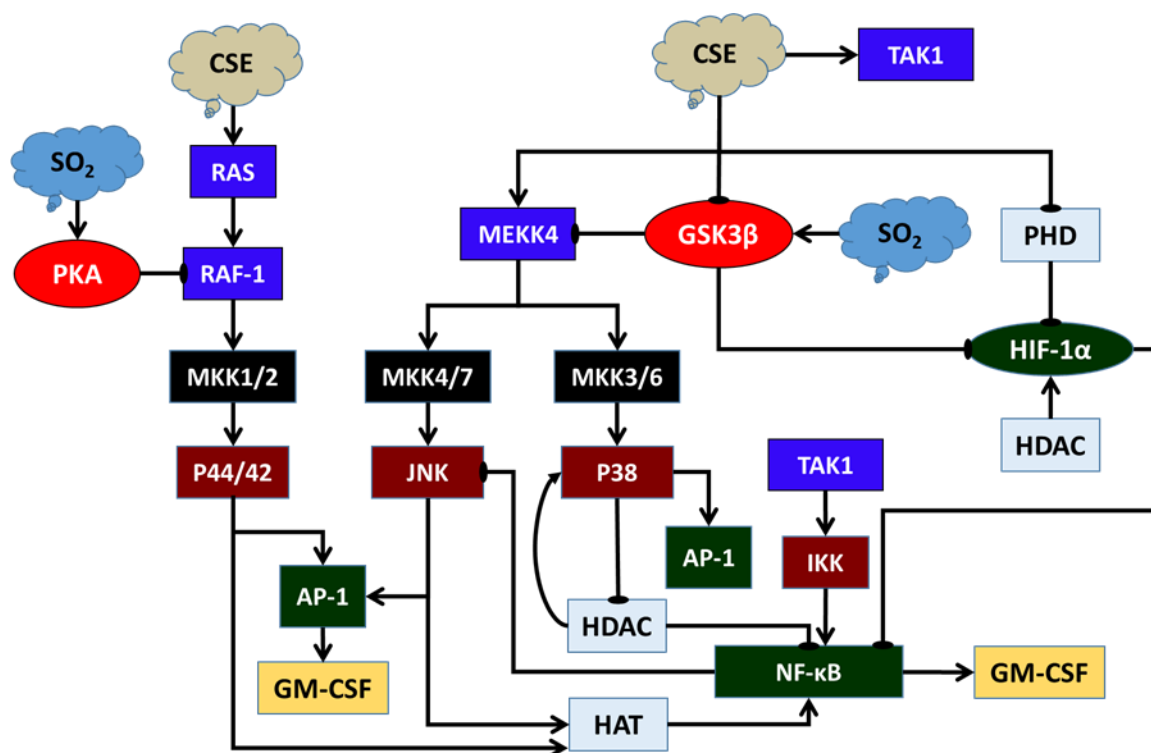 CSE
CSE
TAK1
SO₂
RAS
MEKK4
GSK3β
SO₂
PHD
PKA
RAF-1
HIF-1α
MKK1/2
MKK4/7
MKK3/6
HDAC
P44/42
JNK
P38
TAK1
AP-1
IKK
AP-1
HDAC
GM-CSF
NF-κB
GM-CSF
HAT